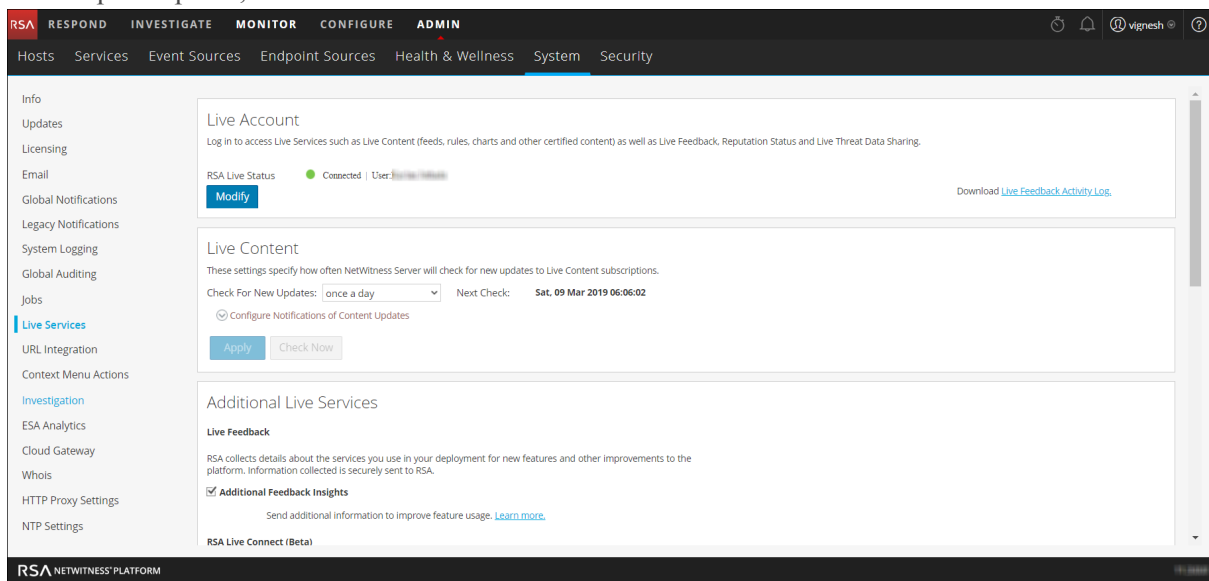 RSA RESPOND INVESTIGATE MONITOR CONFIGURE ADMIN vignesh ?
Hosts Services Event Sources Endpoint Sources Health & Wellness System Security
Info
Updates
Licensing
Email
Global Notifications
Legacy Notifications
System Logging
Global Auditing
Jobs
Live Services
URL Integration
Context Menu Actions
Investigation
ESA Analytics
Cloud Gateway
Whois
HTTP Proxy Settings
NTP Settings
Live Account
Log in to access Live Services such as Live Content (feeds, rules, charts and other certified content) as well as Live Feedback, Reputation Status and Live Threat Data Sharing.
RSA Live Status Connected | User:
Modify
Download Live Feedback Activity Log.
Live Content
These settings specify how often NetWitness Server will check for new updates to Live Content subscriptions.
Check For New Updates: once a day Next Check: Sat, 09 Mar 2019 06:06:02
Configure Notifications of Content Updates
Apply Check Now
Additional Live Services
Live Feedback
RSA collects details about the services you use in your deployment for new features and other improvements to the
platform. Information collected is securely sent to RSA.
Additional Feedback Insights
Send additional information to improve feature usage. Learn more.
RSA Live Connect (Beta)
RSA NETWITNESS® PLATFORM